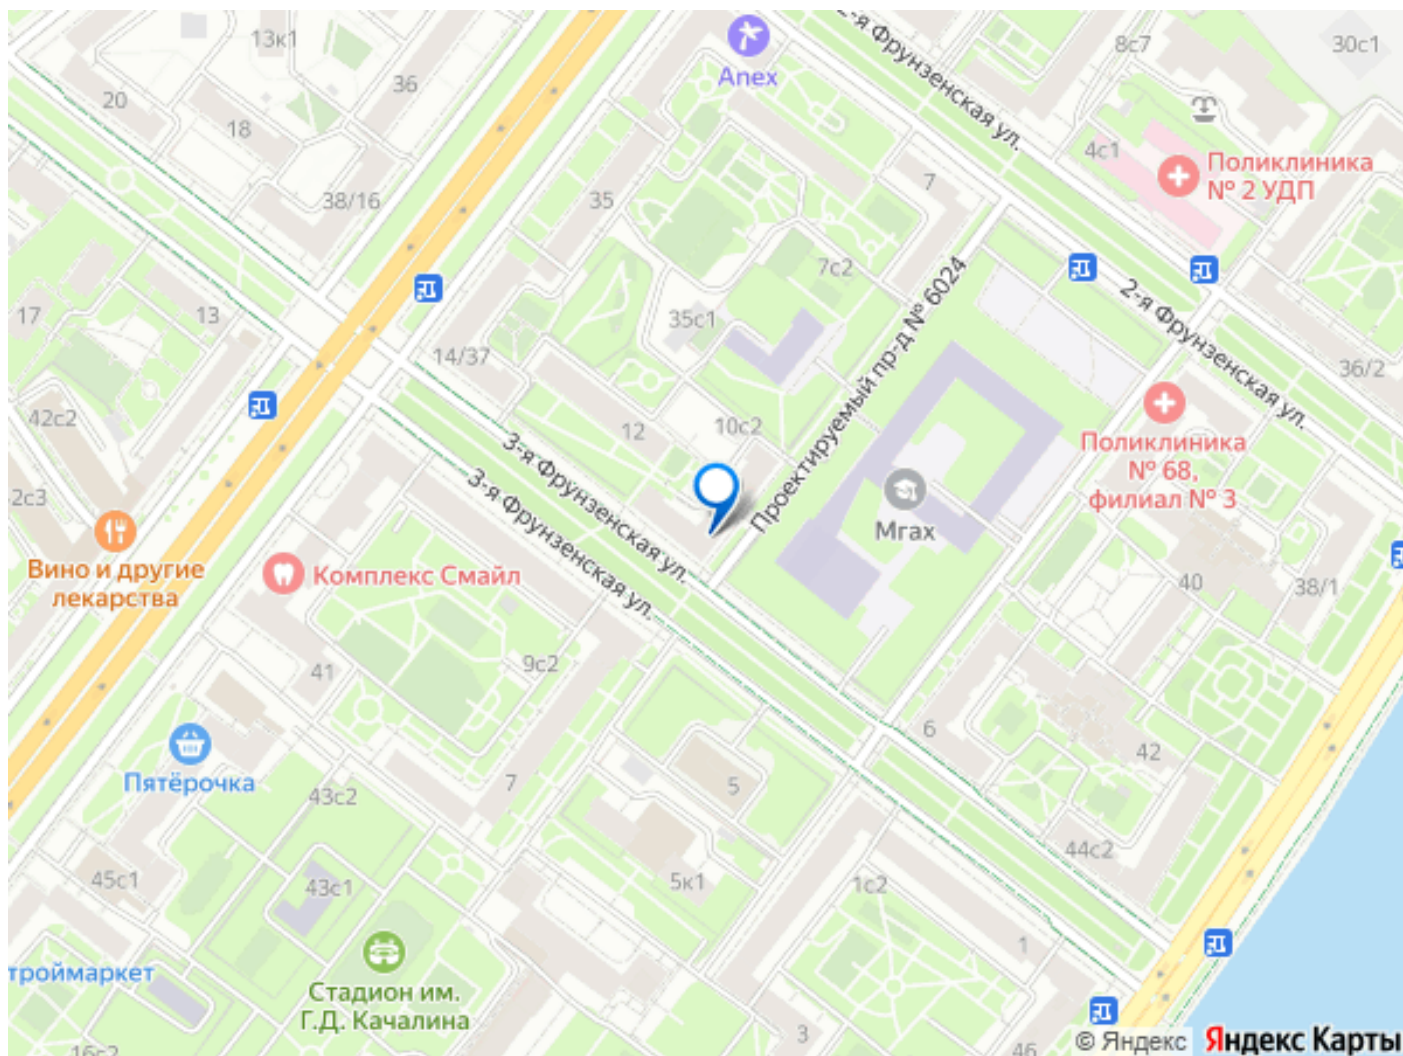 13к1
36
20
18
38/16
Anex
2-я Фрунзенская ул.
8с7
30с1
4с1
Поликлиника
№ 2 УДП
7
35
7с2
35с1
Проектируемый пр-д № 6024
2-я Фрунзенская ул.
36/2
17
13
14/37
42с2
12
10с2
3-я Фрунзенская ул.
3-я Фрунзенская ул.
Поликлиника
№ 68,
филиал № 3
Мгах
2с3
Вино и другие
лекарства
Комплекс Смайл
40
38/1
41
9с2
6
42
Пятёрочка
43с2
7
5
44с2
45с1
43с1
5к1
1с2
1
троймаркет
Стадион им.
Г.Д. Качалина
3
46
16с2
© Яндекс
Яндекс Карты